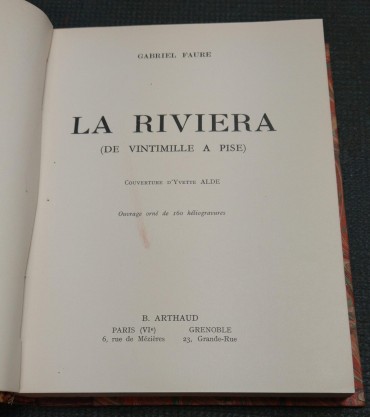 GABRIEL FAURE
LA RIVIERA
(DE VINTIMILLE A PISE)
COUVERTURE D'YVETTE ALDE
Ouvrage orné de 160 héliogravures
B. ARTHAUD
PARIS (VIe) GRENOBLE
6, rue de Mézières 23, Grande-Rue